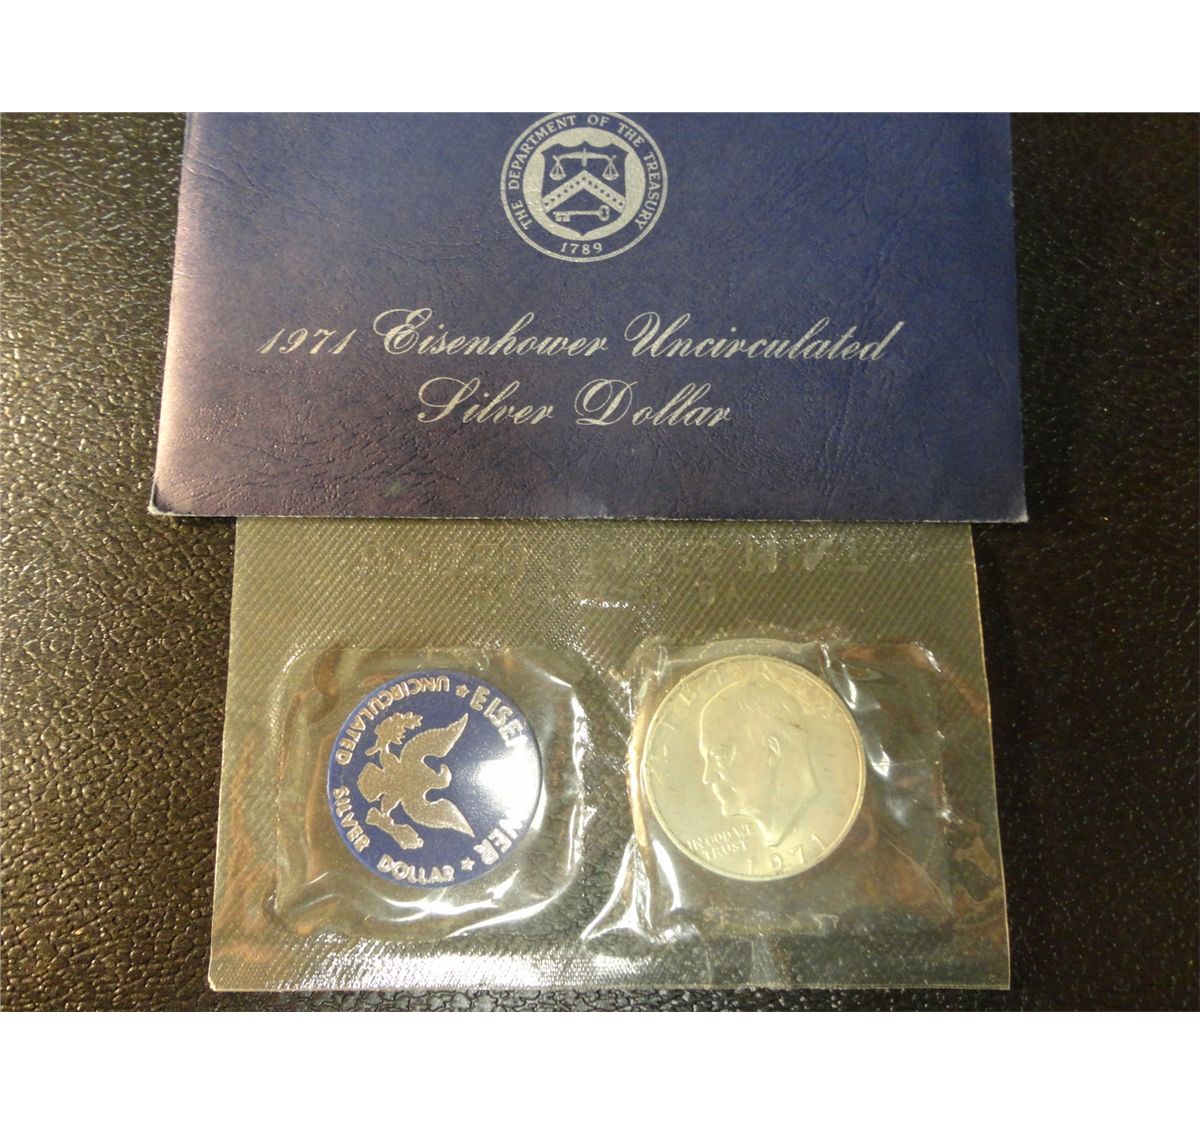 THE DEPARTMENT OF THE TREASURY
1789
1971 Eisenhower Uncirculated
Silver Dollar
EISENHOWER
UNCIRCULATED SILVER DOLLAR
LIBERTY
IN GOD WE
TRUST
1971